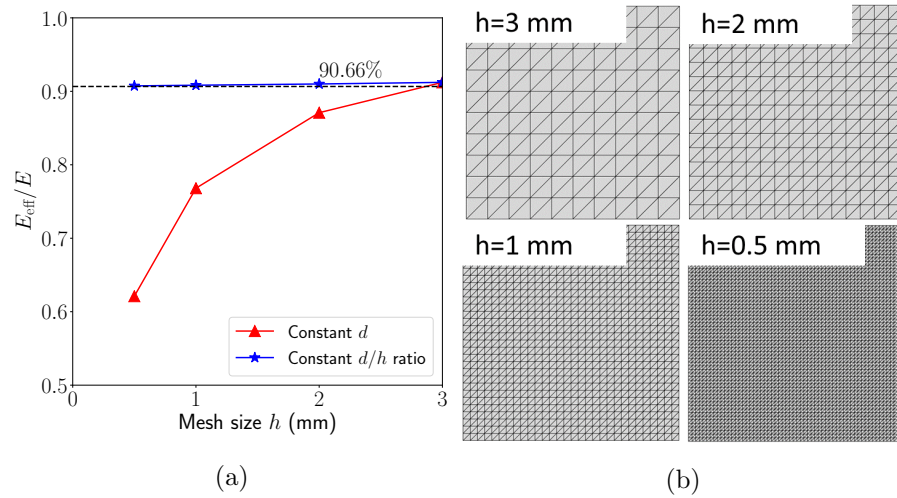 1.0
0.9
0.8
0.7
0.6
0.5
E_eff/E
90.66%
Constant d
Constant d/h ratio
0
1
2
3
Mesh size h (mm)
(a)
h=3 mm
h=2 mm
h=1 mm
h=0.5 mm
(b)